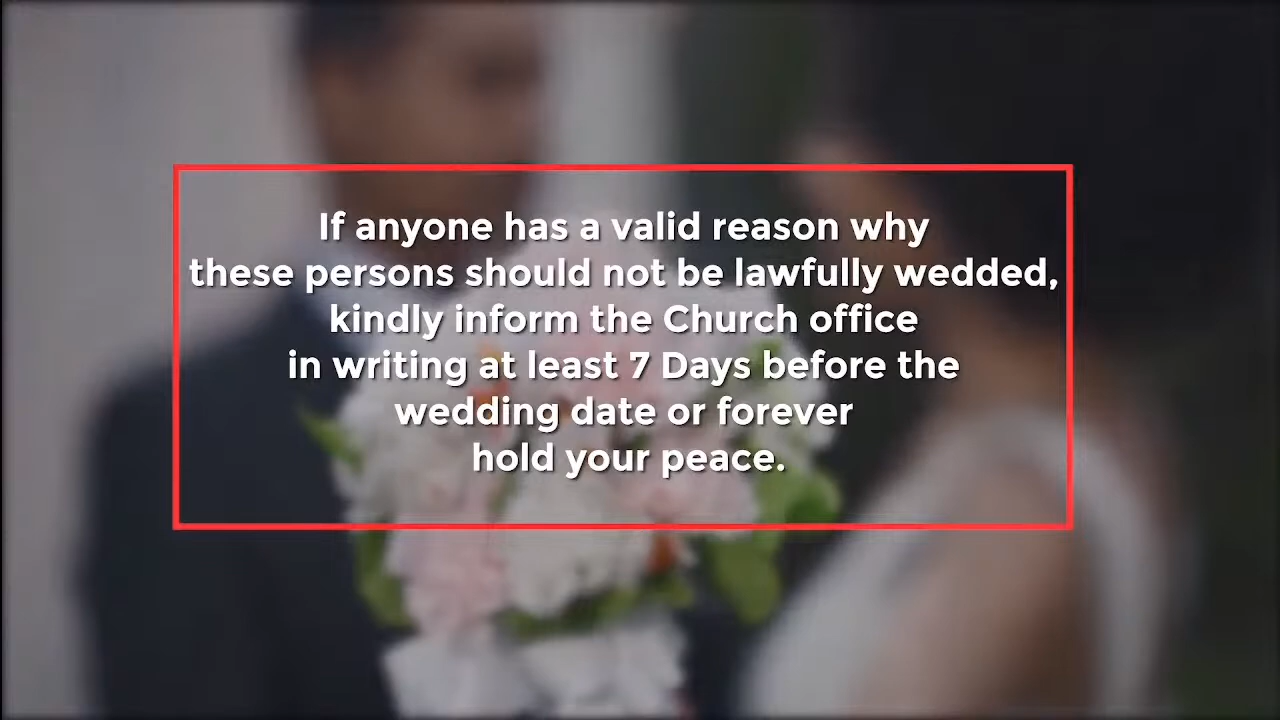 If anyone has a valid reason why
these persons should not be lawfully wedded,
kindly inform the Church office
in writing at least 7 Days before the
wedding date or forever
hold your peace.